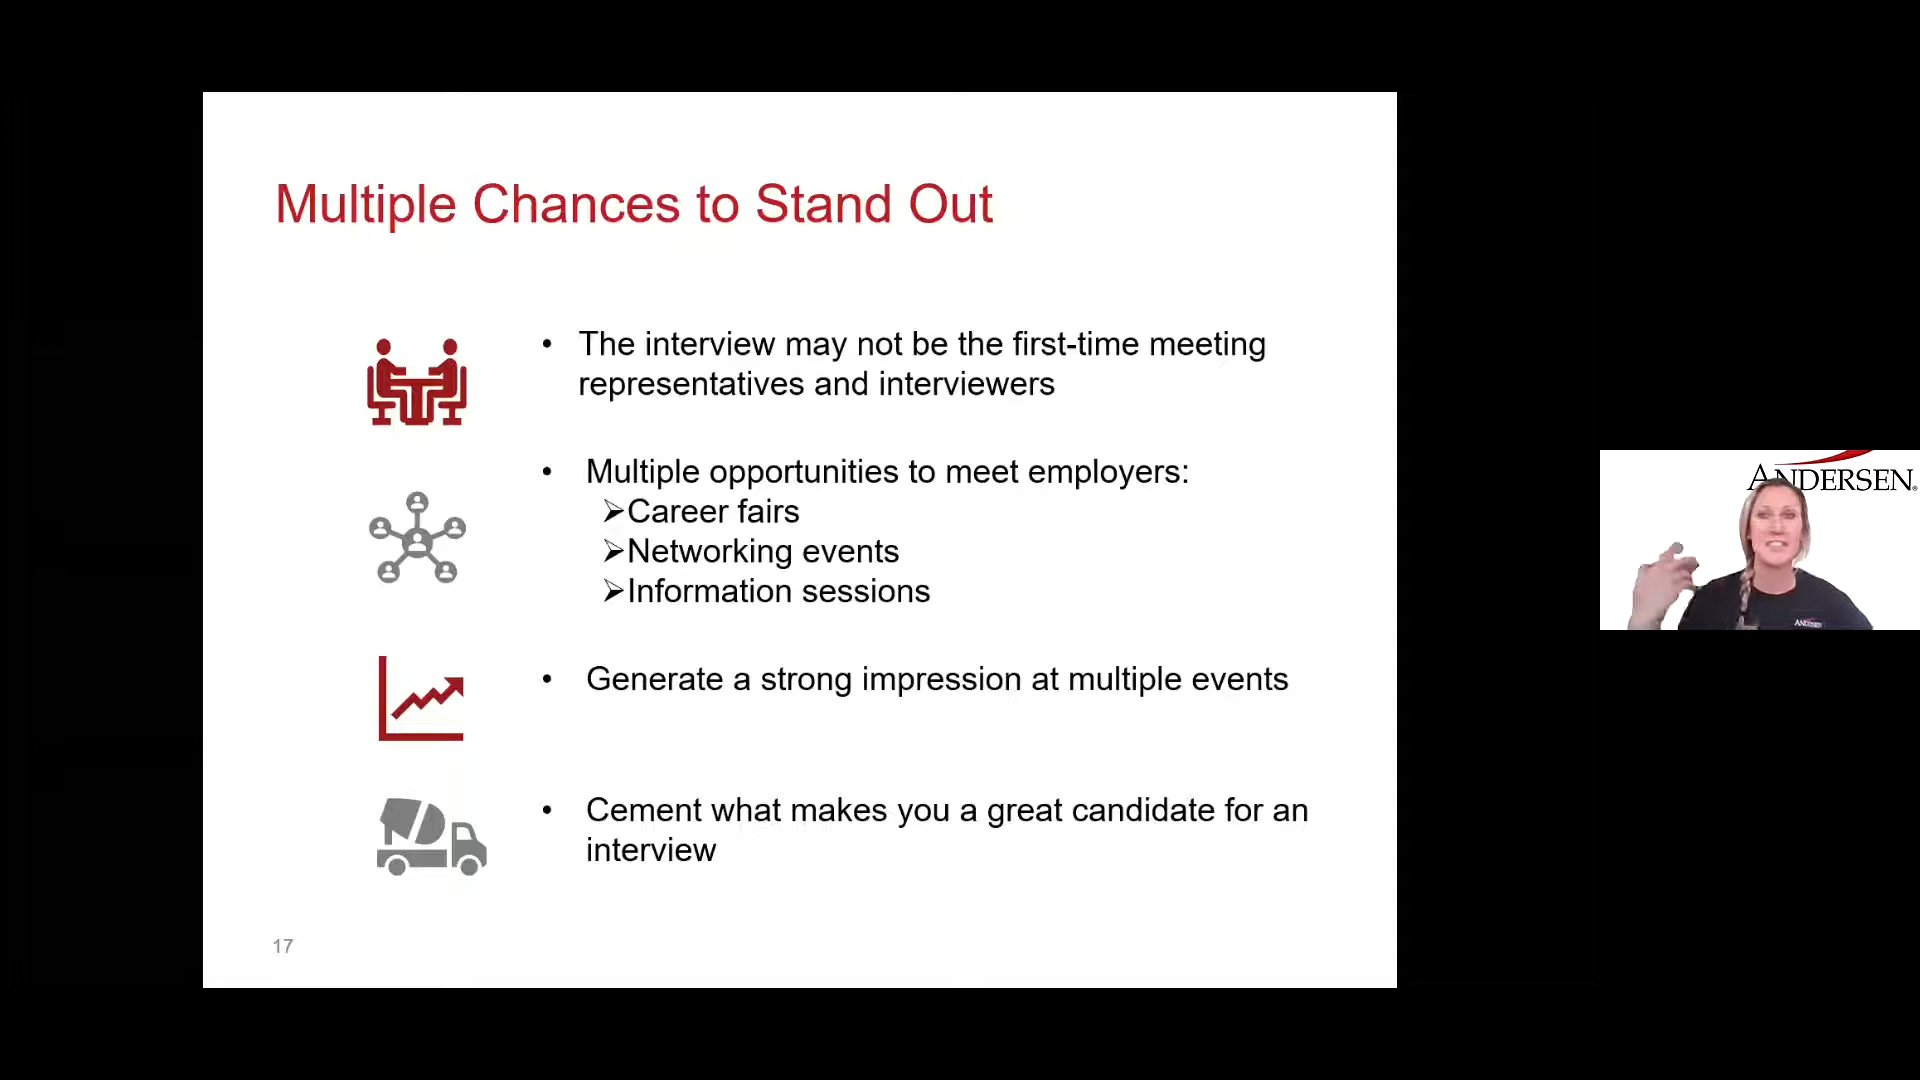 Multiple Chances to Stand Out
• The interview may not be the first-time meeting
representatives and interviewers
• Multiple opportunities to meet employers:
➢Career fairs
➢Networking events
➢Information sessions
• Generate a strong impression at multiple events
• Cement what makes you a great candidate for an
interview
17
ANDERSEN®
ANDERSEN